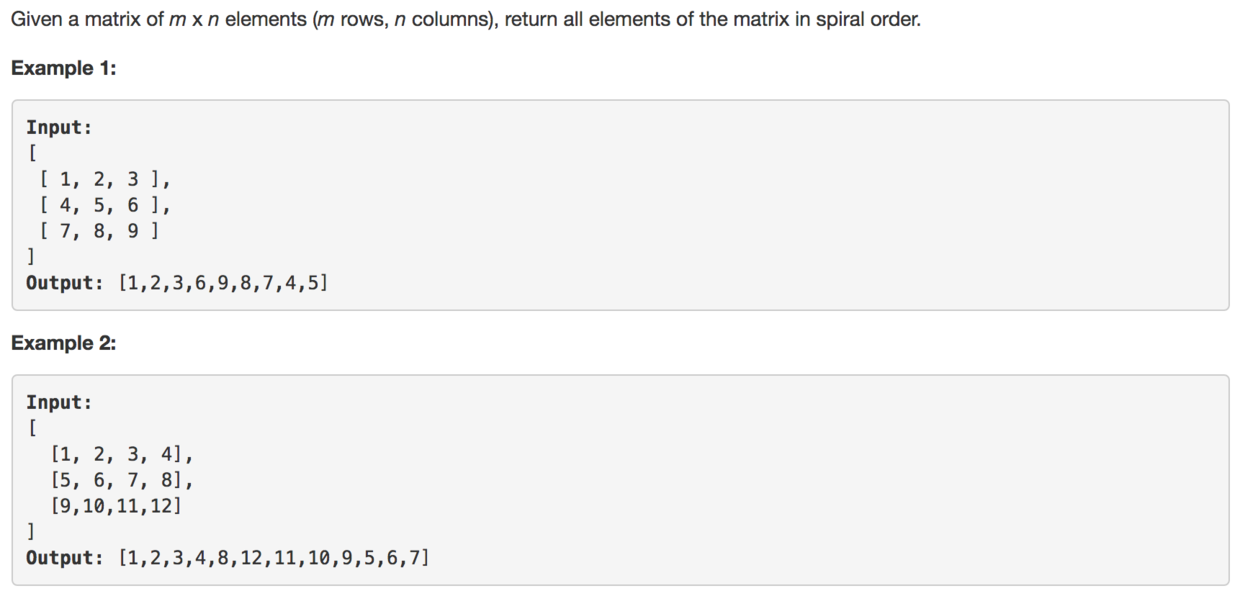 Given a matrix of m x n elements (m rows, n columns), return all elements of the matrix in spiral order.
Example 1:
Input:
[
 [ 1, 2, 3 ],
 [ 4, 5, 6 ],
 [ 7, 8, 9 ]
]
Output: [1,2,3,6,9,8,7,4,5]
Example 2:
Input:
[
  [1, 2, 3, 4],
  [5, 6, 7, 8],
  [9,10,11,12]
]
Output: [1,2,3,4,8,12,11,10,9,5,6,7]